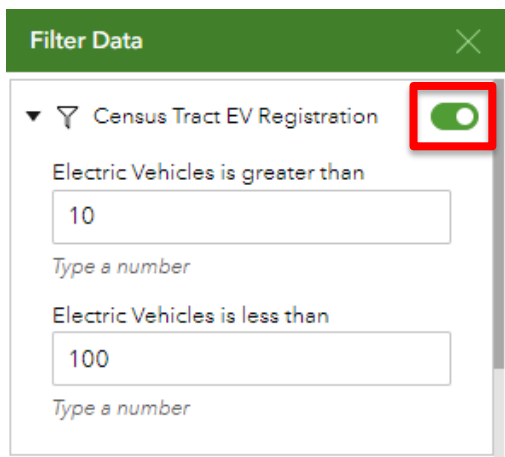 Filter Data
Census Tract EV Registration
Electric Vehicles is greater than
10
Type a number
Electric Vehicles is less than
100
Type a number